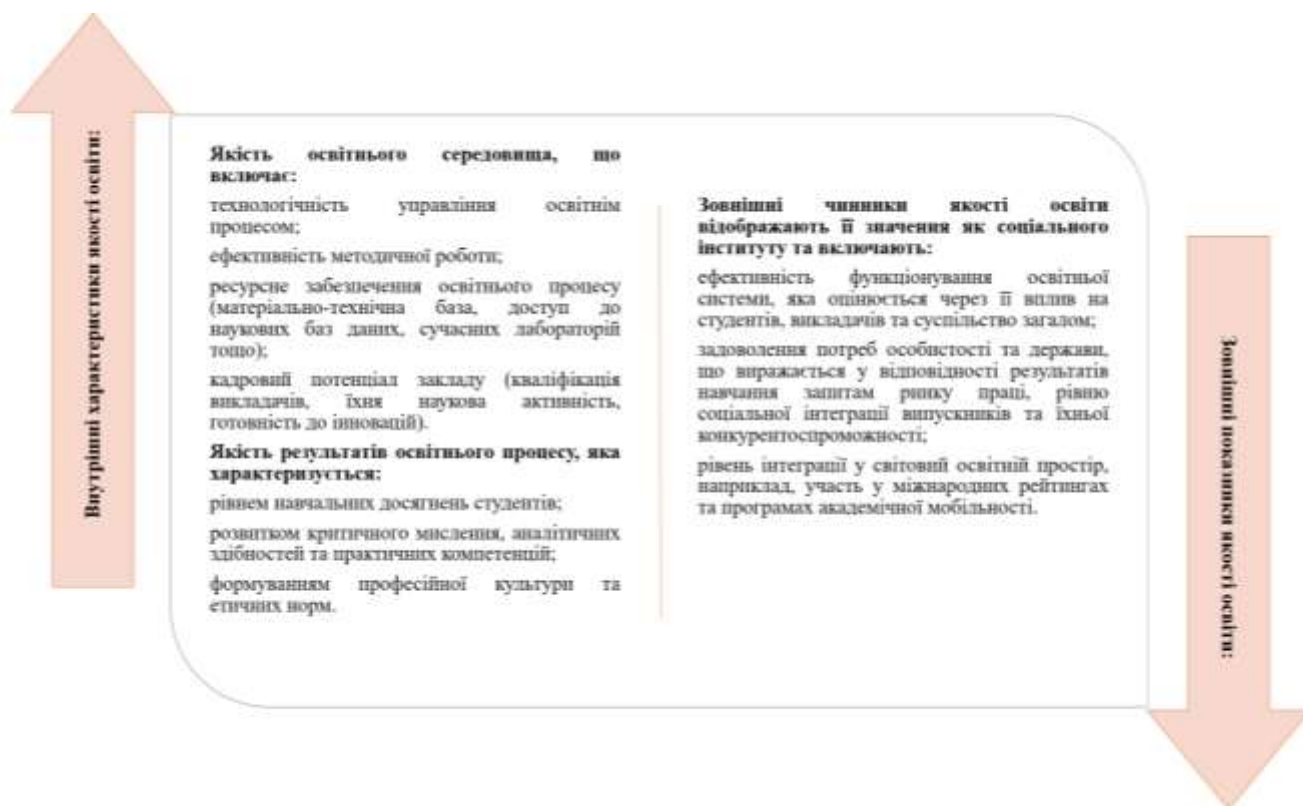 Внутрішні характеристики якості освіти:
Якість освітнього середовища, що
включає:
технологічність управління освітнім
процесом;
ефективність методичної роботи;
ресурсне забезпечення освітнього процесу
(матеріально-технічна база, доступ до
наукових баз даних, сучасних лабораторій
тощо);
кадровий потенціал закладу (кваліфікація
викладачів, їхня наукова активність,
готовність до інновацій).
Якість результатів освітнього процесу, яка
характеризується:
рівнем навчальних досягнень студентів;
розвитком критичного мислення, аналітичних
здібностей та практичних компетенцій;
формуванням професійної культури та
етичних норм.
Зовнішні чинники якості освіти
відображають її значення як соціального
інституту та включають:
ефективність функціонування освітньої
системи, яка оцінюється через її вплив на
студентів, викладачів та суспільство загалом;
задоволення потреб особистості та держави,
що виражається у відповідності результатів
навчання запитам ринку праці, рівню
соціальної інтеграції випускників та їхньої
конкурентоспроможності;
рівень інтеграції у світовий освітній простір,
наприклад, участь у міжнародних рейтингах
та програмах академічної мобільності.
Зовнішні показники якості освіти: